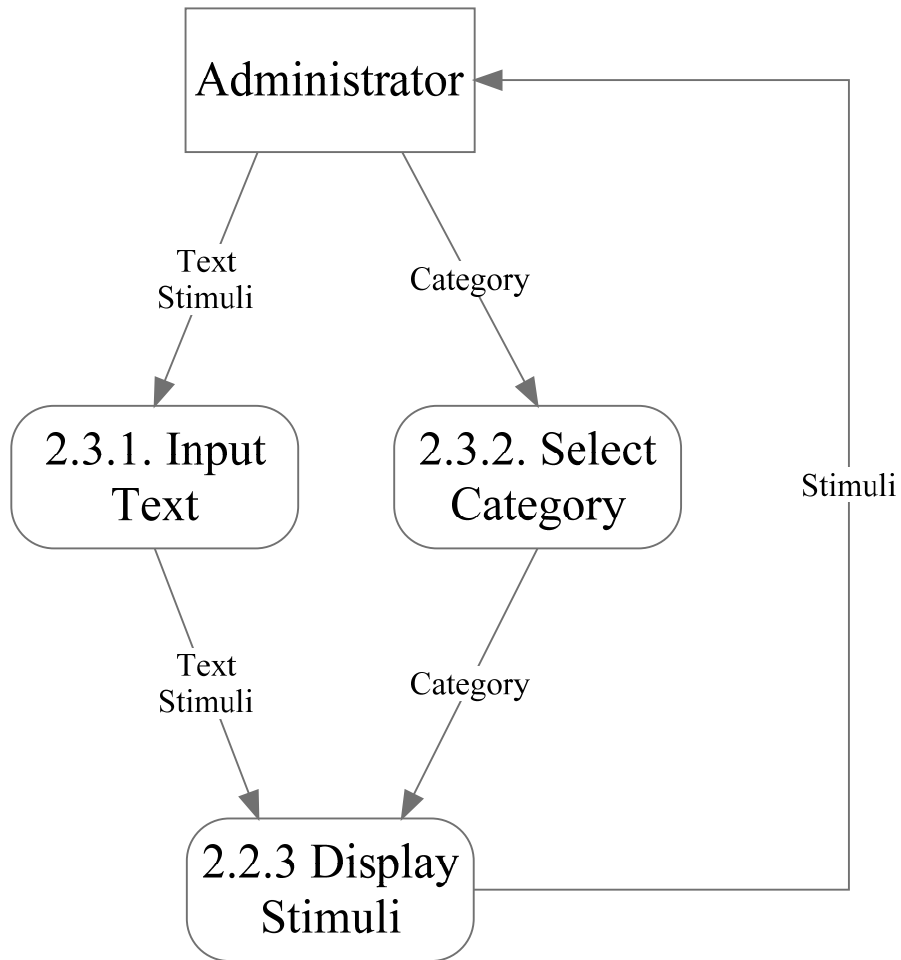 Administrator
Text
Stimuli
Category
2.3.1. Input
Text
2.3.2. Select
Category
Stimuli
Text
Stimuli
Category
2.2.3 Display
Stimuli